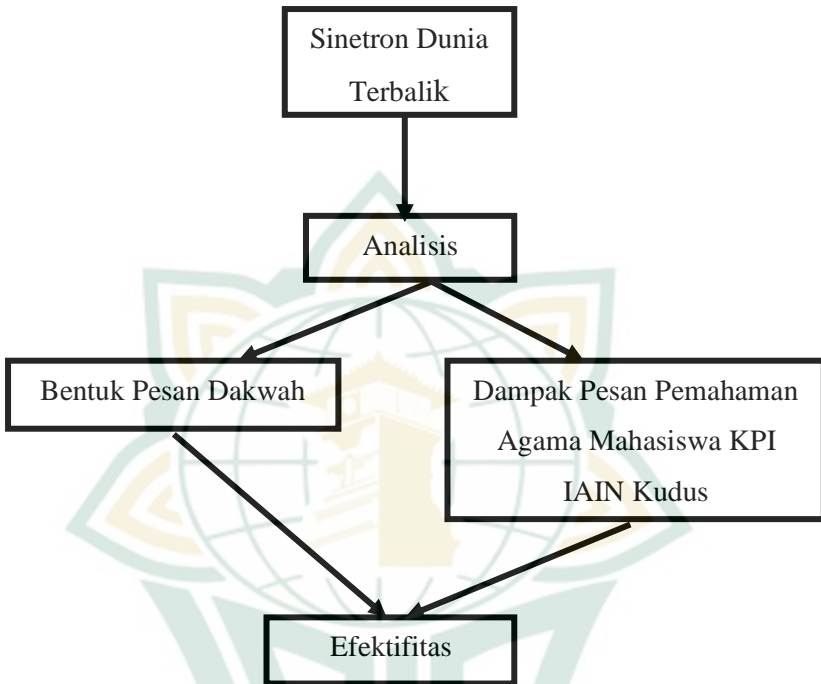 Sinetron Dunia
Terbalik
Analisis
Bentuk Pesan Dakwah
Dampak Pesan Pemahaman
Agama Mahasiswa KPI
IAIN Kudus
Efektifitas